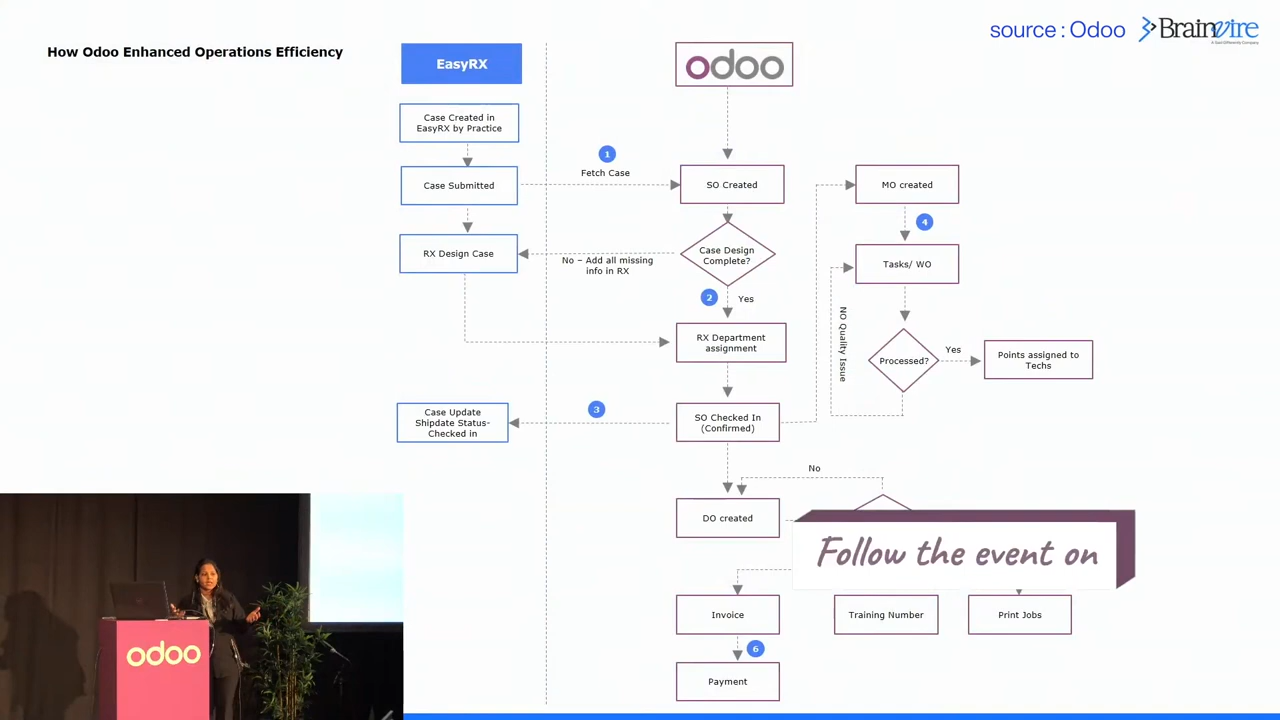 source : Odoo
Brainvire
How Odoo Enhanced Operations Efficiency
EasyRX
odoo
Case Created in
EasyRX by Practice
1
Fetch Case
Case Submitted
SO Created
MO created
4
RX Design Case
No – Add all missing
info in RX
Case Design
Complete?
Tasks/ WO
2
Yes
NO Quality Issue
RX Department
assignment
Processed?
Yes
Points assigned to
Techs
Case Update
Shipdate Status-
Checked in
3
SO Checked In
(Confirmed)
No
DO created
Follow the event on
Invoice
Training Number
Print Jobs
6
Payment
odoo